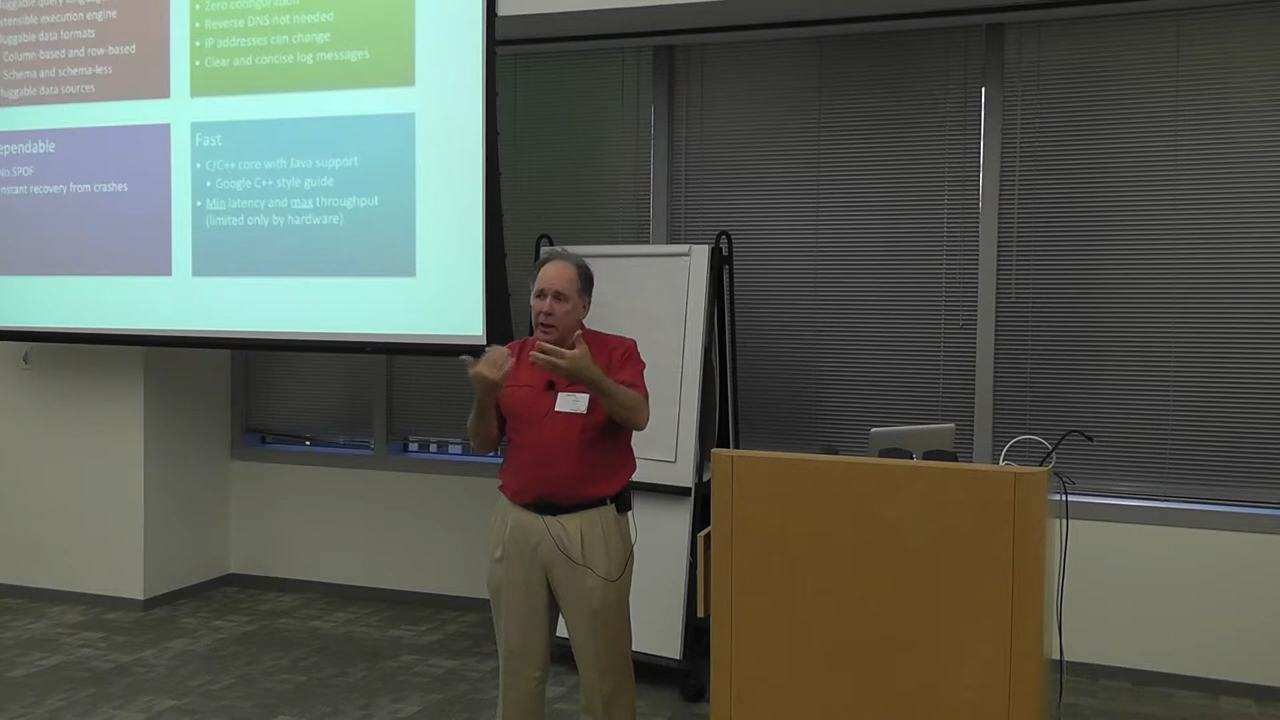 query
extensible execution engine
data formats
Column-based and row-based
Schema and schema-less
data sources
Zero configuration
• Reverse DNS not needed
• IP addresses can change
• Clear and concise log messages
ependable
No SPOF
nstant recovery from crashes
Fast
• C/C++ core with Java support
• Google C++ style guide
• Min latency and max throughput
(limited only by hardware)